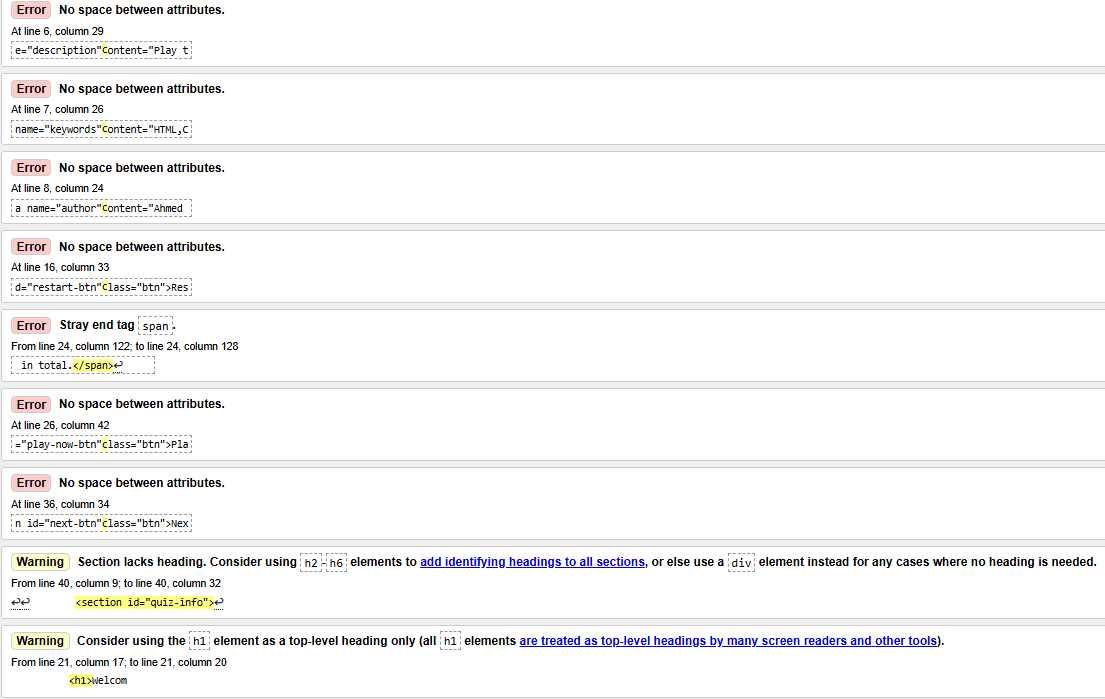 Error No space between attributes.
At line 6, column 29
e="description"content="Play t
Error No space between attributes.
At line 7, column 26
name="keywords"content="HTML,C
Error No space between attributes.
At line 8, column 24
a name="author"content="Ahmed
Error No space between attributes.
At line 16, column 33
d="restart-btn"class="btn">Res
Error Stray end tag span.
From line 24, column 122; to line 24, column 128
in total.</span>↩
Error No space between attributes.
At line 26, column 42
="play-now-btn"class="btn">Pla
Error No space between attributes.
At line 36, column 34
n id="next-btn"class="btn">Nex
Warning Section lacks heading. Consider using h2-h6 elements to add identifying headings to all sections, or else use a div element instead for any cases where no heading is needed.
From line 40, column 9; to line 40, column 32
↩↩ <section id="quiz-info">↩
Warning Consider using the h1 element as a top-level heading only (all h1 elements are treated as top-level headings by many screen readers and other tools).
From line 21, column 17; to line 21, column 20
<h1>Welcom